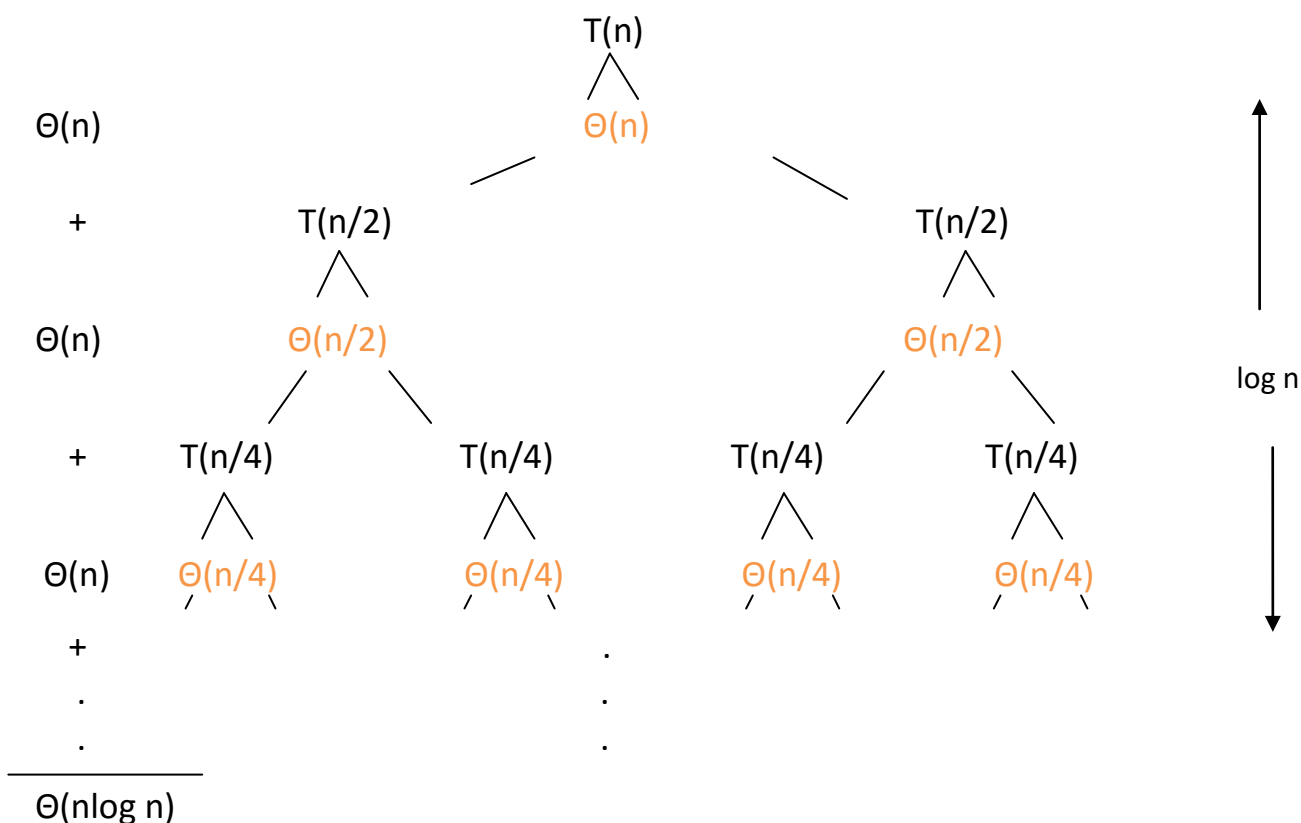 T(n)
Θ(n) Θ(n)
+ T(n/2) T(n/2)
Θ(n) Θ(n/2) Θ(n/2)
log n
+ T(n/4) T(n/4) T(n/4) T(n/4)
Θ(n) Θ(n/4) Θ(n/4) Θ(n/4) Θ(n/4)
+ .
. .
. .
Θ(nlog n)